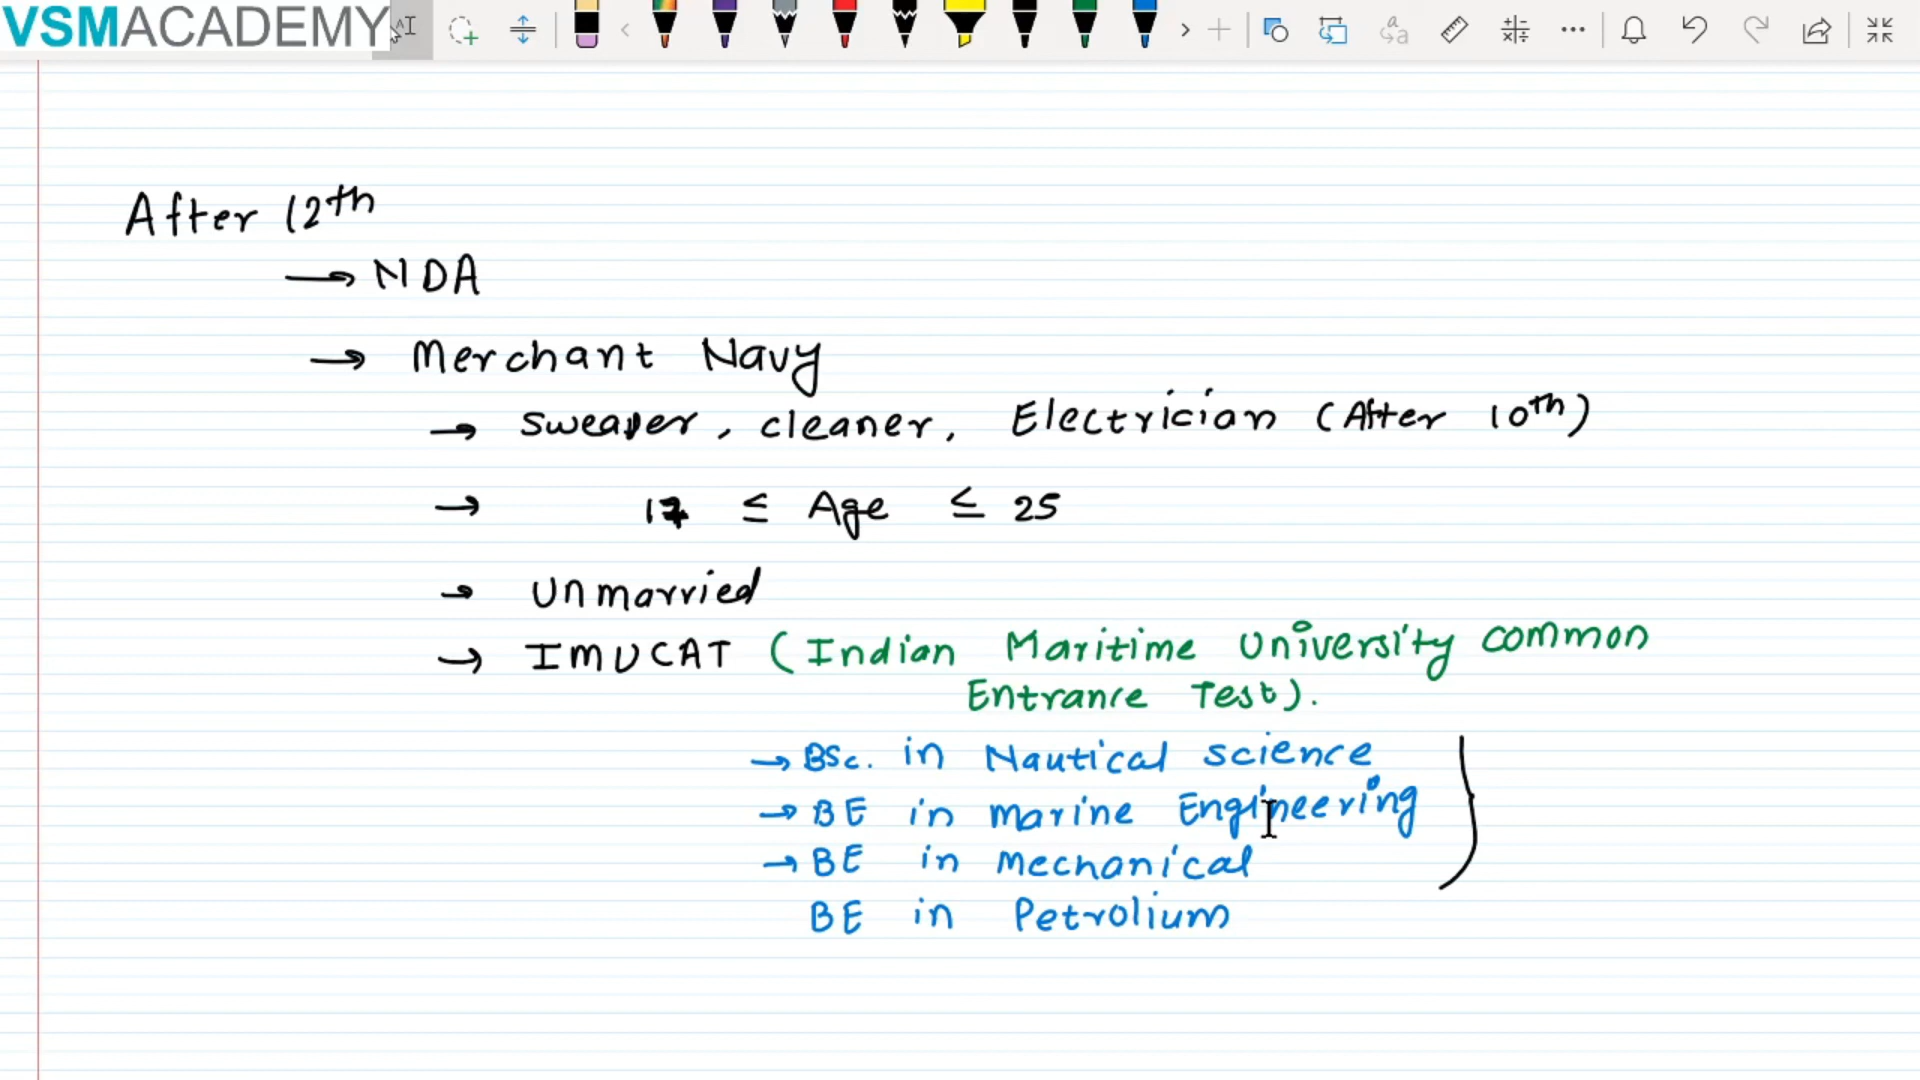 VSMACADEMY
After 12th
→ NDA
→ Merchant Navy
→ sweaper, cleaner, Electrician (After 10th)
→ 17 ≤ Age ≤ 25
→ Unmarried
→ IMUCAT (Indian Maritime University common
Entrance Test).
→ BSc. in Nautical science
→ BE in marine Engineering
→ BE in Mechanical
BE in Petrolium